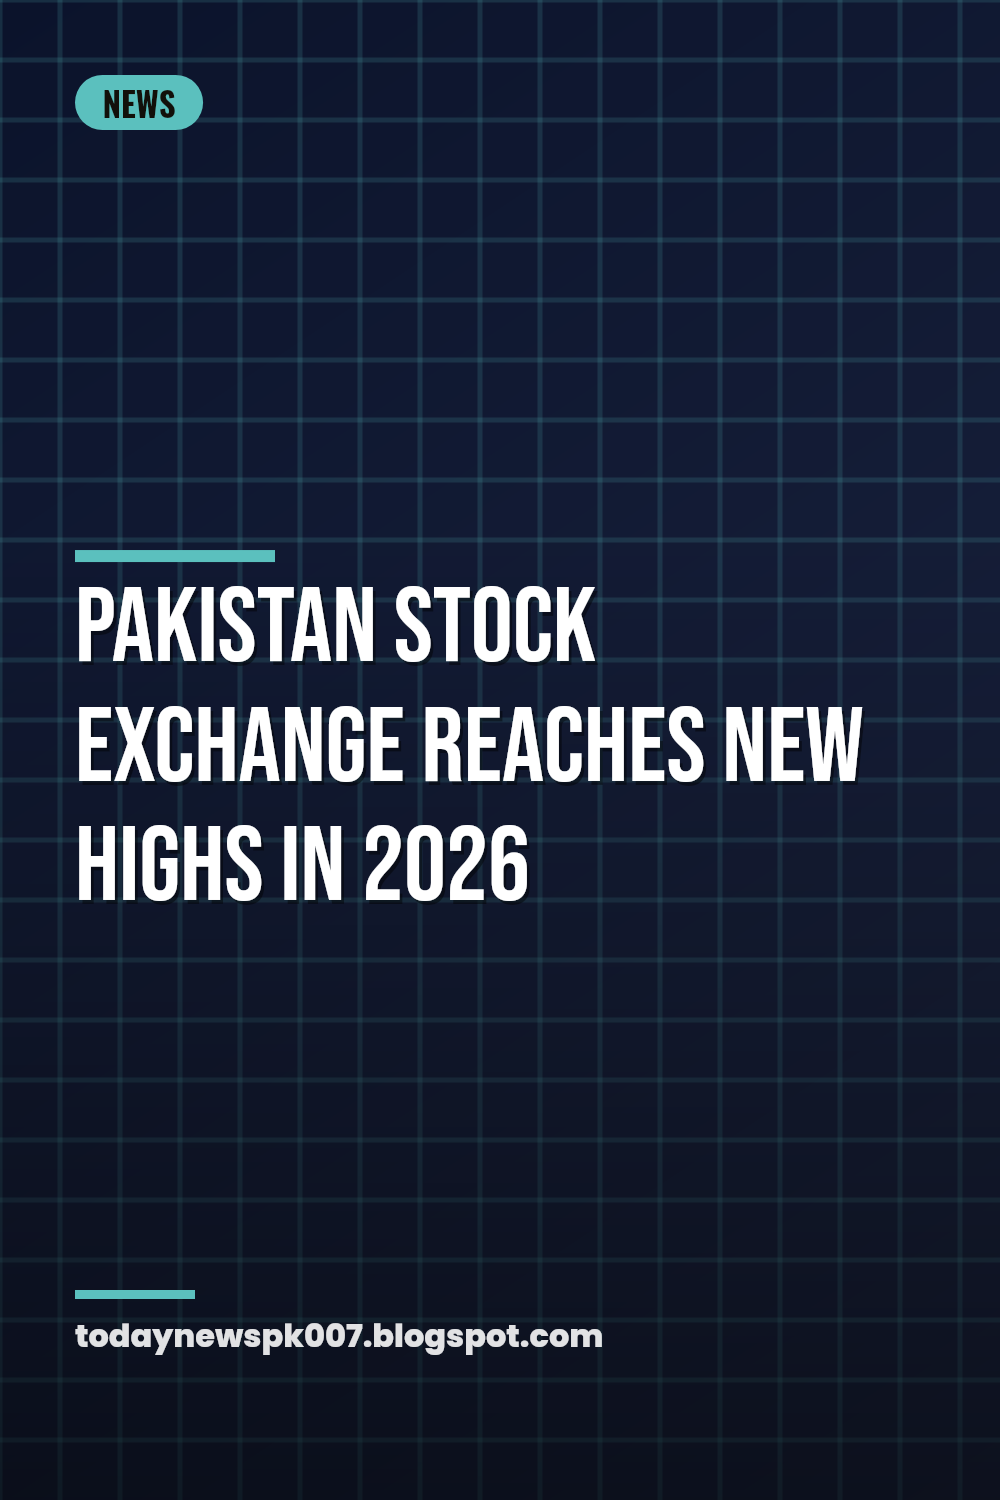 NEWS
PAKISTAN STOCK
EXCHANGE REACHES NEW
HIGHS IN 2026
todaynewspk007.blogspot.com